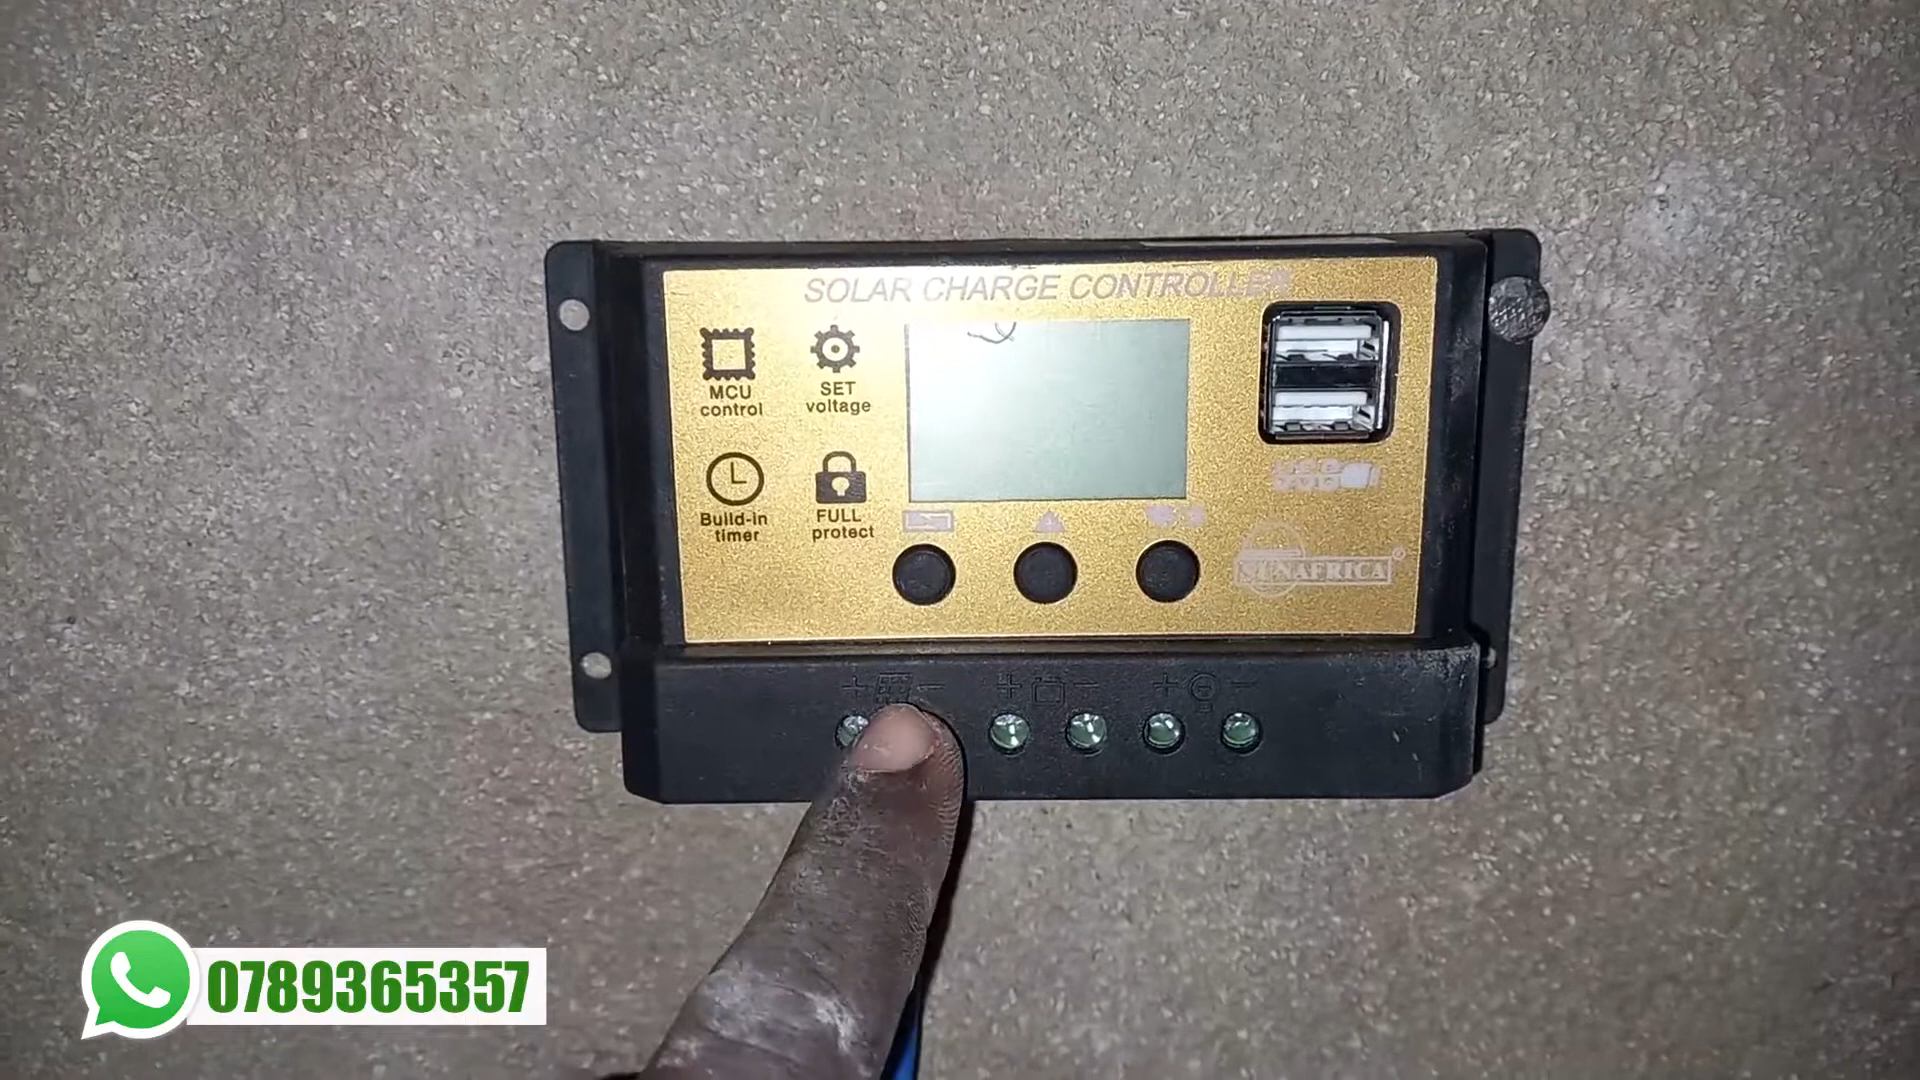 SOLAR CHARGE CONTROLLER
MCU
control
SET
voltage
Build-in
timer
FULL
protect
SUNAFRICA®
+ -
+ -
+ -
0789365357